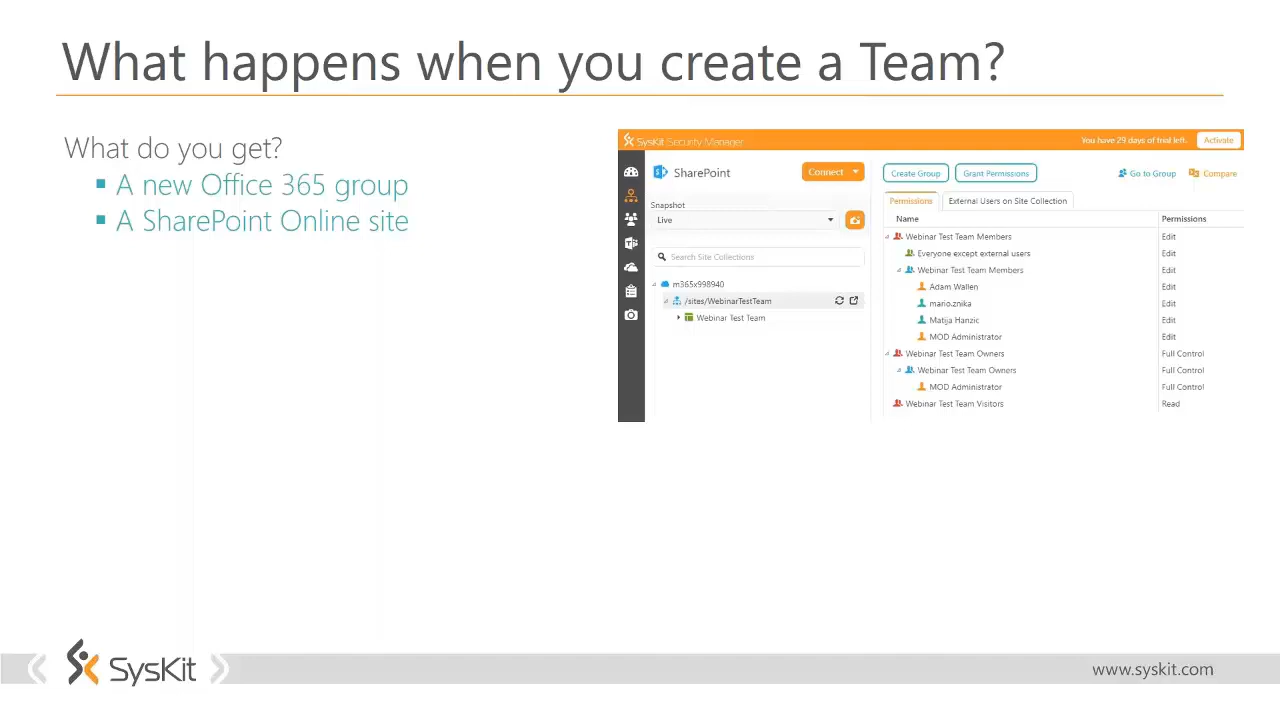 What happens when you create a Team?
What do you get?
A new Office 365 group
A SharePoint Online site
SysKit Security Manager
You have 29 days of trial left.
Activate
SharePoint
Connect
Snapshot
Live
Search Site Collections
m365x998940
/sites/WebinarTestTeam
Webinar Test Team
Create Group
Grant Permissions
Go to Group
Compare
Permissions
External Users on Site Collection
Name Permissions
Webinar Test Team Members Edit
Everyone except external users Edit
Webinar Test Team Members Edit
Adam Wallen Edit
mario.znika Edit
Matija Hanzic Edit
MOD Administrator Edit
Webinar Test Team Owners Full Control
Webinar Test Team Owners Full Control
MOD Administrator Full Control
Webinar Test Team Visitors Read
SysKit
www.syskit.com